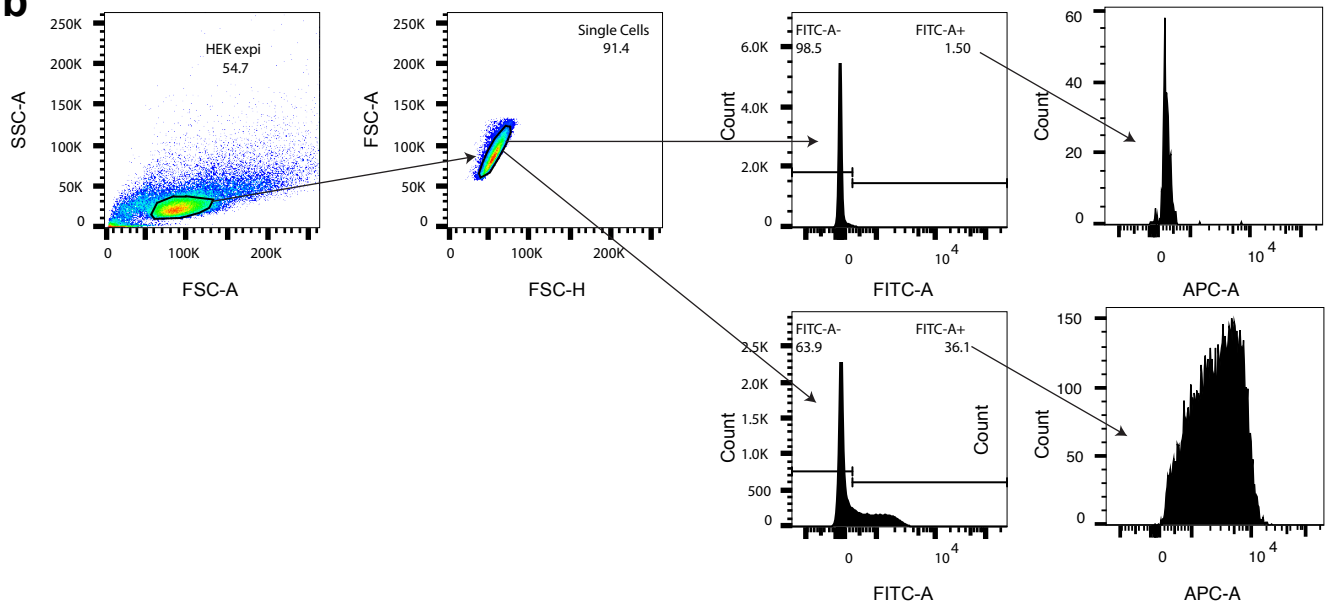 b
250K
200K
150K
100K
50K
0
SSC-A
HEK expi
54.7
0
100K
200K
FSC-A
250K
200K
150K
100K
50K
0
FSC-A
Single Cells
91.4
0
100K
200K
FSC-H
6.0K
4.0K
2.0K
0
Count
FITC-A-
98.5
FITC-A+
1.50
0
10^4
FITC-A
60
40
20
0
Count
0
10^4
APC-A
2.5K
2.0K
1.5K
1.0K
500
0
Count
FITC-A-
63.9
FITC-A+
36.1
Count
0
10^4
FITC-A
150
100
50
0
Count
0
10^4
APC-A